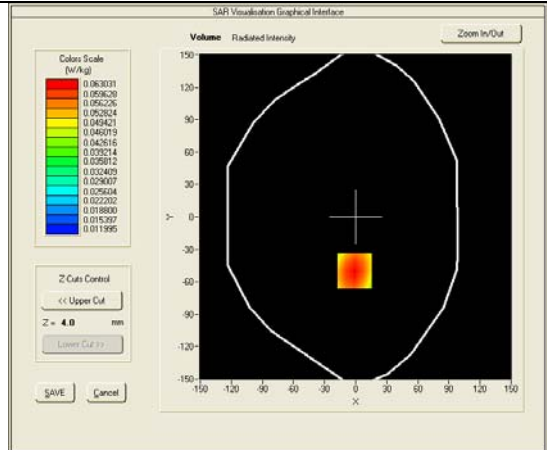 SAR Visualisation Graphical Interface
Volume Radiated Intensity
Zoom In/Out
Colors Scale
(W/kg)
0.063031
0.059628
0.056226
0.052824
0.049421
0.046019
0.042616
0.039214
0.035812
0.032409
0.029007
0.025604
0.022202
0.018800
0.015397
0.011995
Z Cuts Control
<< Upper Cut
Z = 4.0 mm
Lower Cut >>
SAVE Cancel
150
120
90
60
30
0
-30
-60
-90
-120
-150
Y
-150 -120 -90 -60 -30 0 30 60 90 120 150
X